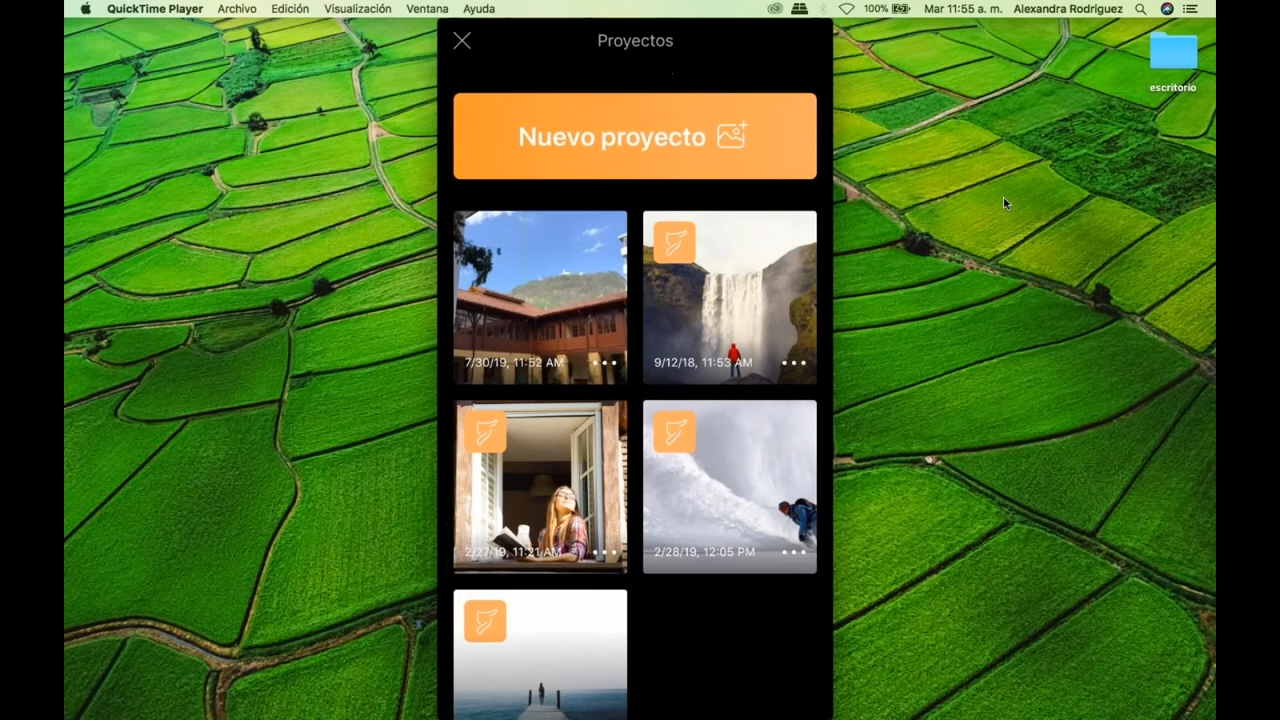 QuickTime Player Archivo Edición Visualización Ventana Ayuda 100% Mar 11:55 a. m. Alexandra Rodriguez
Proyectos
escritorio
Nuevo proyecto
7/30/19, 11:52 AM
9/12/18, 11:53 AM
2/27/19, 11:21 AM
2/28/19, 12:05 PM